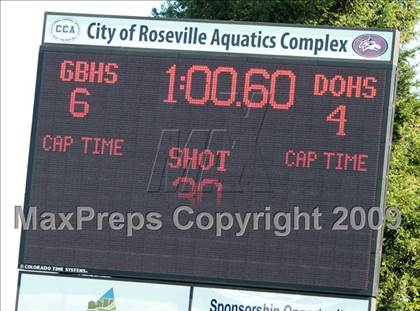 CCA
City of Roseville Aquatics Complex
GBHS 1:00.60 DOHS
6 4
CAP TIME SHOT CAP TIME
30
MaxPreps Copyright 2009
© COLORADO TIME SYSTEMS
Sponsorship